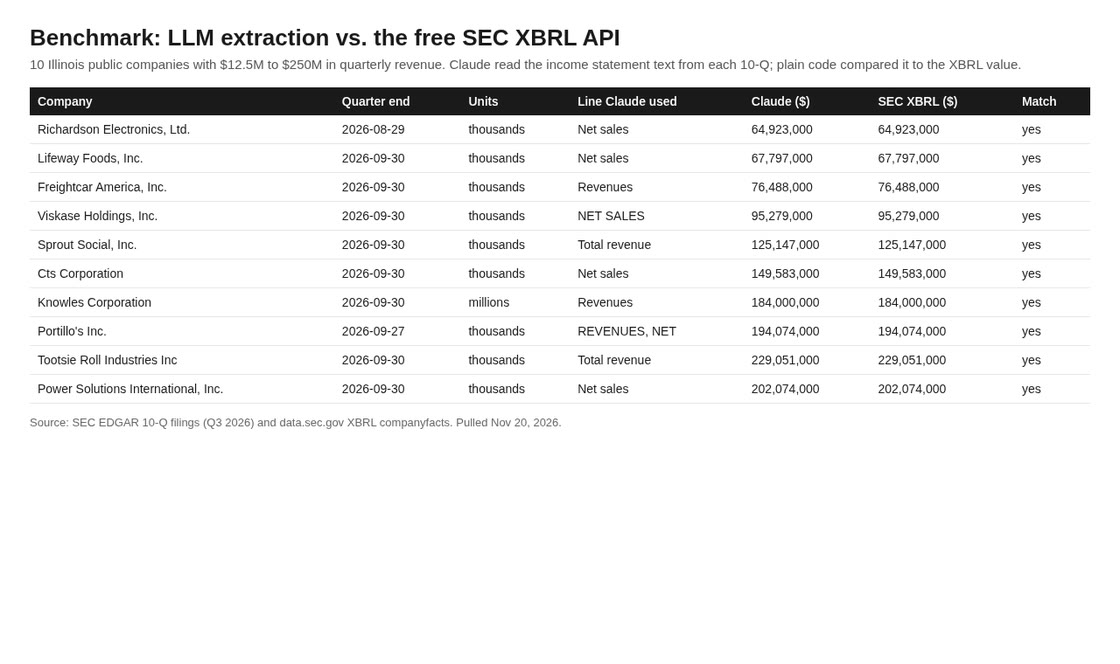 Benchmark: LLM extraction vs. the free SEC XBRL API
10 Illinois public companies with $12.5M to $250M in quarterly revenue. Claude read the income statement text from each 10-Q; plain code compared it to the XBRL value.
Company Quarter end Units Line Claude used Claude ($) SEC XBRL ($) Match
Richardson Electronics, Ltd. 2026-08-29 thousands Net sales 64,923,000 64,923,000 yes
Lifeway Foods, Inc. 2026-09-30 thousands Net sales 67,797,000 67,797,000 yes
Freightcar America, Inc. 2026-09-30 thousands Revenues 76,488,000 76,488,000 yes
Viskase Holdings, Inc. 2026-09-30 thousands NET SALES 95,279,000 95,279,000 yes
Sprout Social, Inc. 2026-09-30 thousands Total revenue 125,147,000 125,147,000 yes
Cts Corporation 2026-09-30 thousands Net sales 149,583,000 149,583,000 yes
Knowles Corporation 2026-09-30 millions Revenues 184,000,000 184,000,000 yes
Portillo's Inc. 2026-09-27 thousands REVENUES, NET 194,074,000 194,074,000 yes
Tootsie Roll Industries Inc 2026-09-30 thousands Total revenue 229,051,000 229,051,000 yes
Power Solutions International, Inc. 2026-09-30 thousands Net sales 202,074,000 202,074,000 yes
Source: SEC EDGAR 10-Q filings (Q3 2026) and data.sec.gov XBRL companyfacts. Pulled Nov 20, 2026.